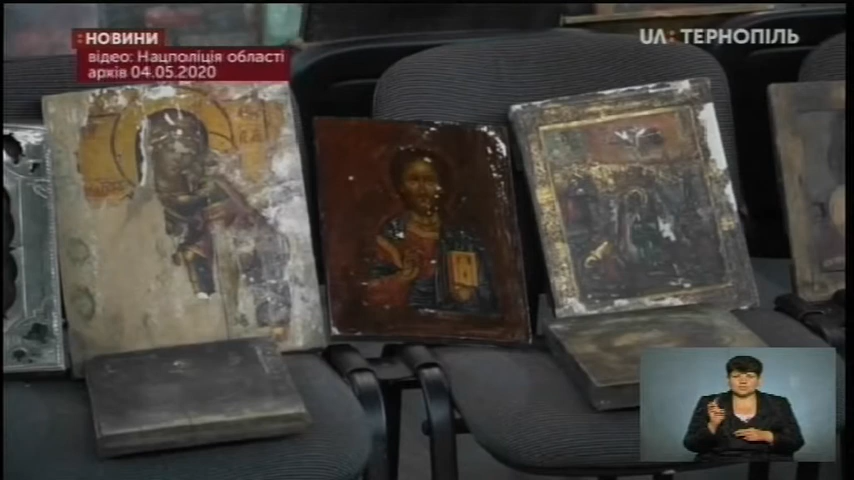 НОВИНИ
відео: Нацполіція області
архів 04.05.2020
UA: ТЕРНОПІЛЬ